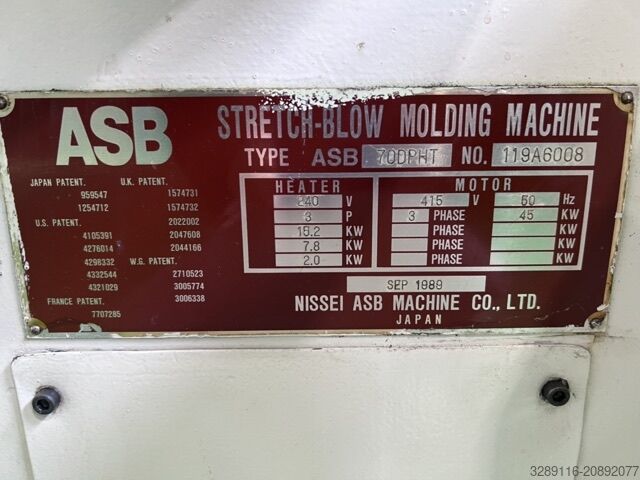 ASB
STRETCH-BLOW MOLDING MACHINE
TYPE ASB 70DPHT NO. 119A6008
JAPAN PATENT.
959547
1254712
U.S. PATENT.
4105391
4276014
4298332
4332544
4321029
FRANCE PATENT.
7707285
U.K. PATENT.
1574731
1574732
2022002
2047608
2044166
W.G. PATENT.
2710523
3005774
3006338
HEATER
240 V
3 P
15.2 KW
7.8 KW
2.0 KW
MOTOR
415 V 50 Hz
3 PHASE 45 KW
PHASE KW
PHASE KW
PHASE KW
SEP 1989
NISSEI ASB MACHINE CO., LTD.
JAPAN
3289116-20892077